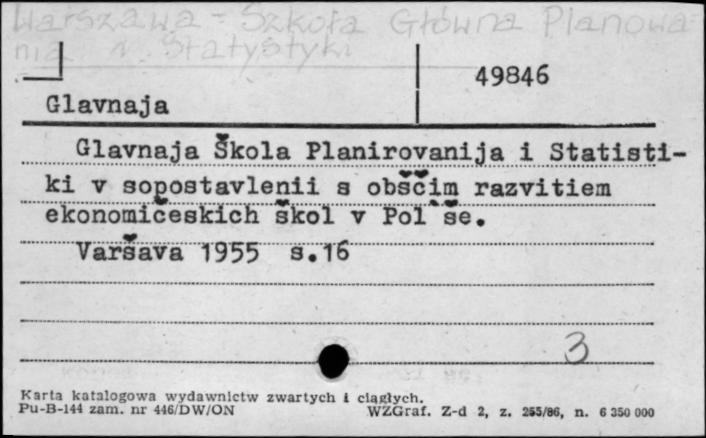 Warszawa - Szkoła Główna Planowa-
nia i Statystyki
49846
Glavnaja
Glavnaja Škola Planirovanija i Statisti-
ki v sopostavlenii s obščim razvitiem
ekonomičeskich škol v Pol'še.
Varšava 1955 s.16
3
Karta katalogowa wydawnictw zwartych i ciągłych.
Pu-B-144 zam. nr 446/DW/ON WZGraf. Z-d 2, z. 255/86, n. 6 350 000